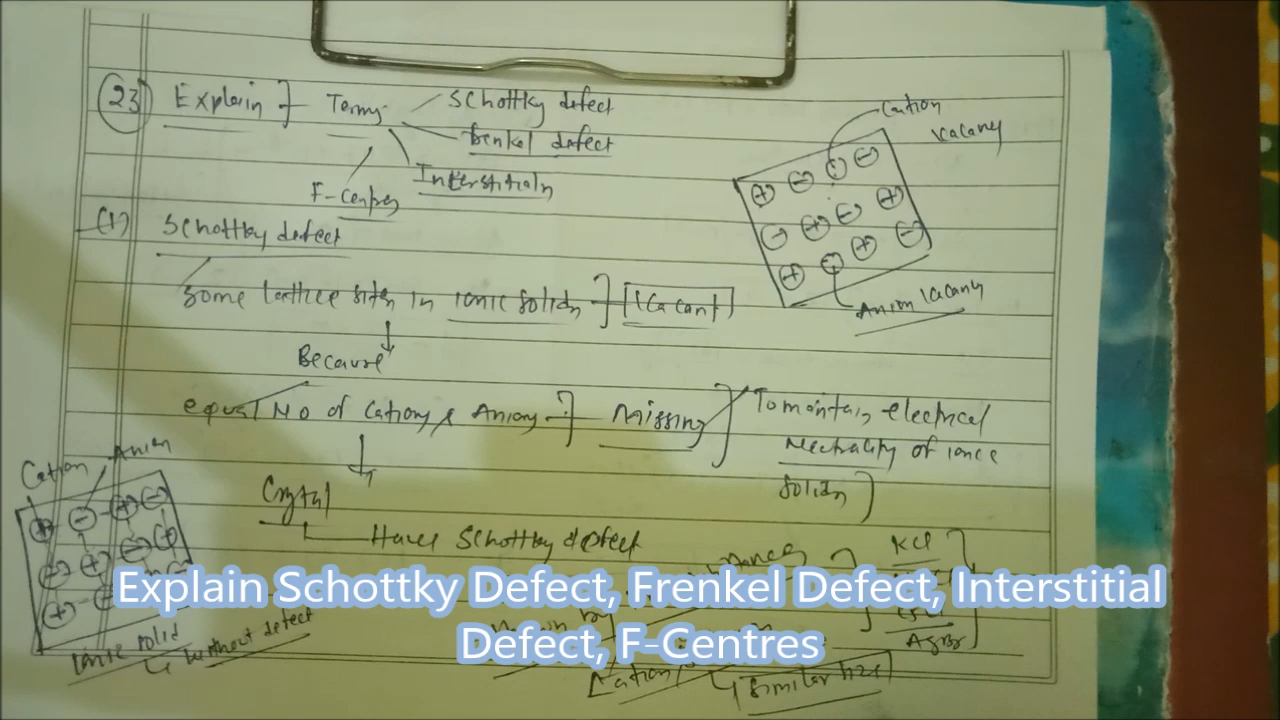 (23) Explain } Terms
Schottky defect
Frenkel defect
Interstitials
F-Centres
Cation
Vacancy
(1) Schottky defect
Some lattice sites in ionic solids } Vacant
Anion Vacancy
Because
equal No of Cations & Anions } Missing } To maintain electrical
Neutrality of ionic
solids }
Cation
Anion
Crystal
Have Schottky defect
KCl
AgBr
Similar size
Ionic solid
without defect
Explain Schottky Defect, Frenkel Defect, Interstitial
Defect, F-Centres